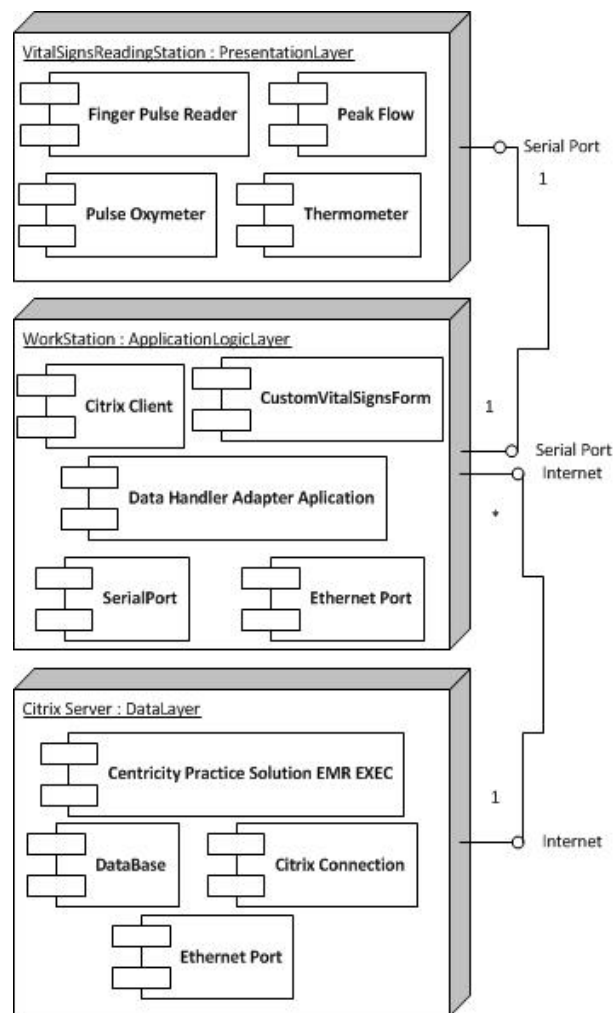 VitalSignsReadingStation : PresentationLayer
Finger Pulse Reader
Peak Flow
Serial Port
1
Pulse Oxymeter
Thermometer
WorkStation : ApplicationLogicLayer
Citrix Client
CustomVitalSignsForm
1
Serial Port
Data Handler Adapter Aplication
Internet
*
SerialPort
Ethernet Port
Citrix Server : DataLayer
Centricity Practice Solution EMR EXEC
1
DataBase
Citrix Connection
Internet
Ethernet Port